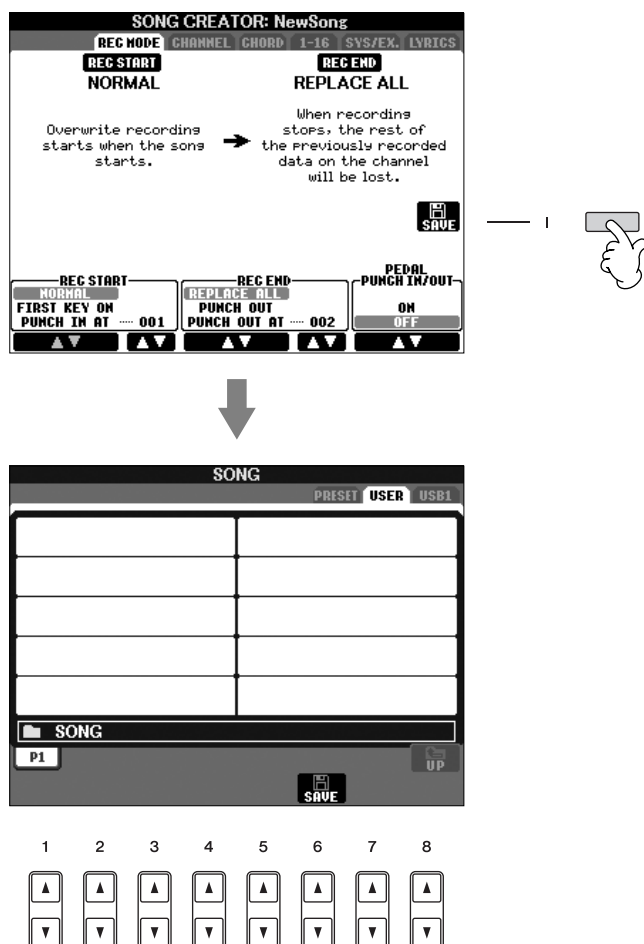 SONG CREATOR: NewSong
REC MODE CHANNEL CHORD 1-16 SYS/EX. LYRICS
REC START REC END
NORMAL REPLACE ALL
Overwrite recording
starts when the song
starts.
When recording
stops, the rest of
the previously recorded
data on the channel
will be lost.
SAVE
I
REC START
NORMAL
FIRST KEY ON
PUNCH IN AT ····· 001
REC END
REPLACE ALL
PUNCH OUT
PUNCH OUT AT ····· 002
PEDAL
PUNCH IN/OUT
ON
OFF
SONG
PRESET USER USB1
SONG
P1
UP
SAVE
1 2 3 4 5 6 7 8